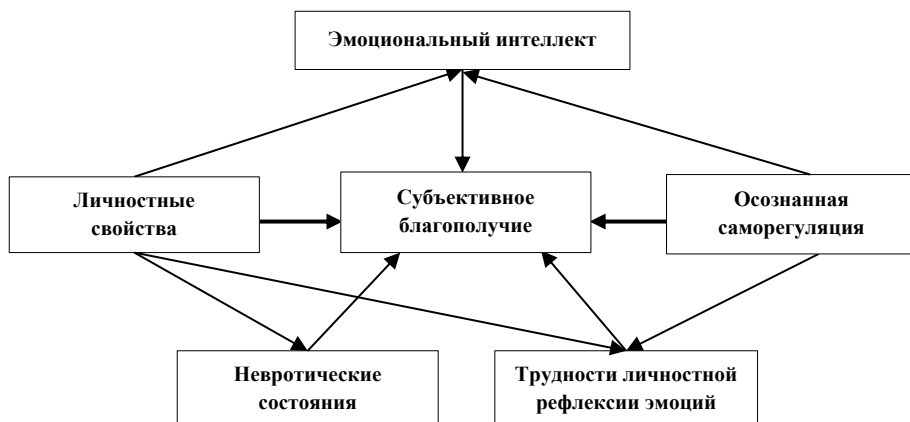 Эмоциональный интеллект
Личностные
свойства
Субъективное
благополучие
Осознанная
саморегуляция
Невротические
состояния
Трудности личностной
рефлексии эмоций